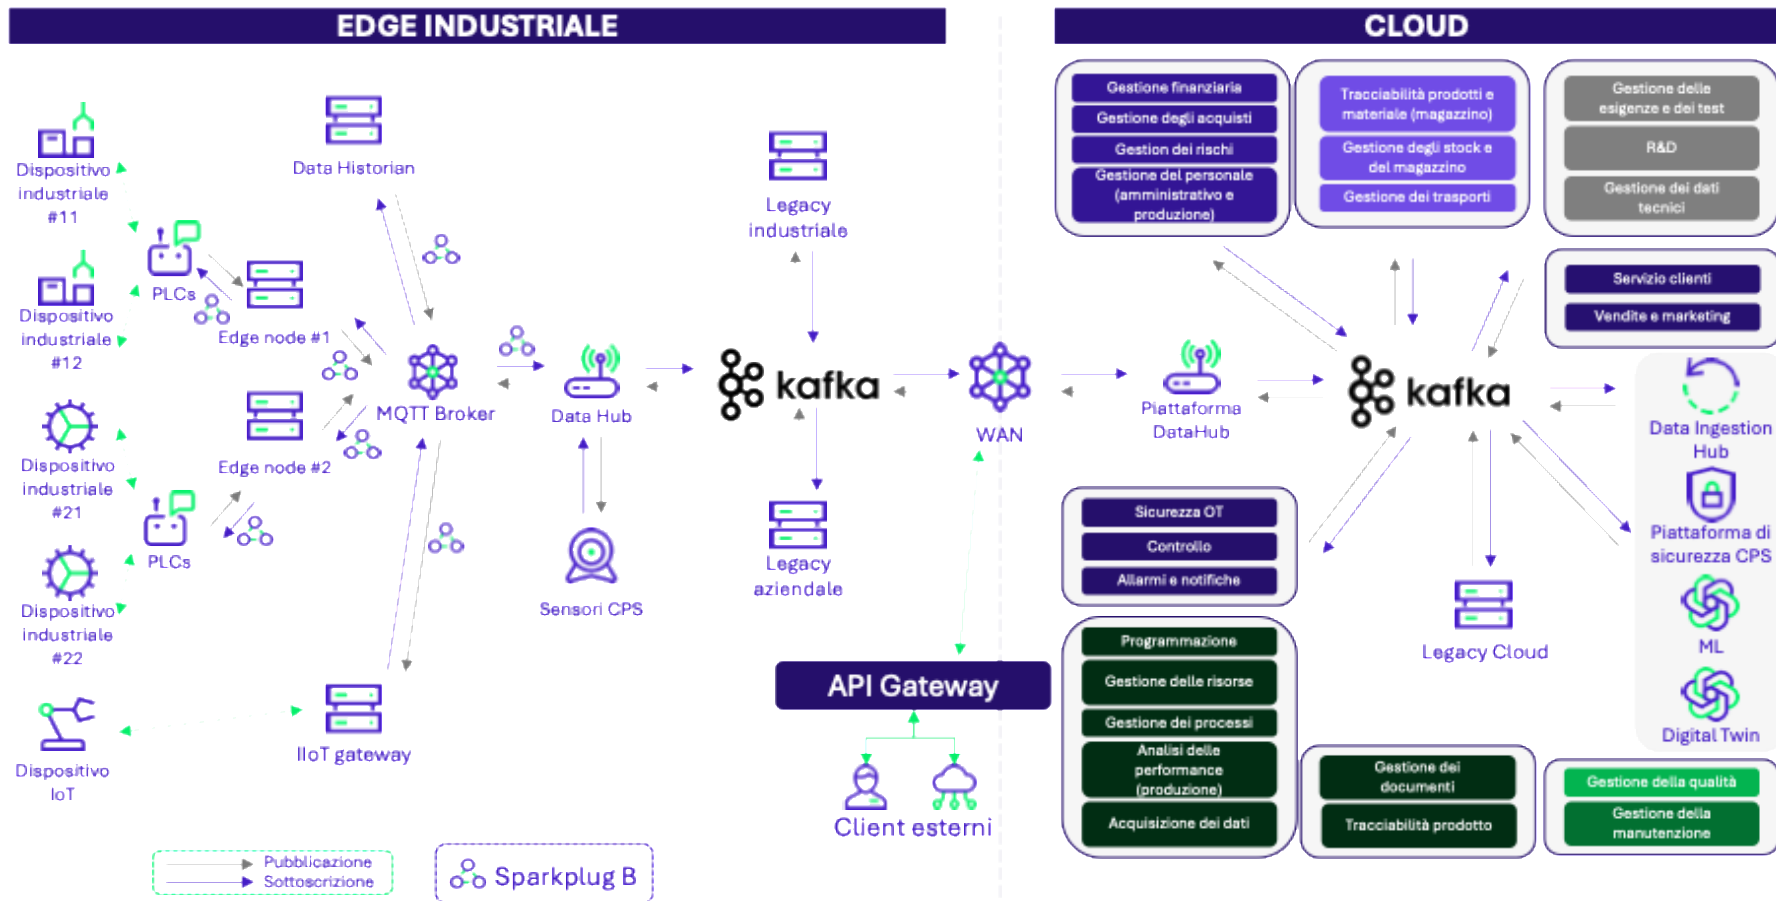 EDGE INDUSTRIALE
CLOUD
Dispositivo
industriale
#11
Dispositivo
industriale
#12
Dispositivo
industriale
#21
Dispositivo
industriale
#22
Dispositivo
IoT
PLCs
PLCs
Data Historian
Edge node #1
Edge node #2
MQTT Broker
IIoT gateway
Data Hub
Sensori CPS
Legacy
industriale
kafka
Legacy
aziendale
WAN
API Gateway
Client esterni
Pubblicazione
Sottoscrizione
Sparkplug B
Gestione finanziaria
Gestione degli acquisti
Gestion dei rischi
Gestione del personale
(amministrativo e
produzione)
Tracciabilità prodotti e
materiale (magazzino)
Gestione degli stock e
del magazzino
Gestione dei trasporti
Gestione delle
esigenze e dei test
R&D
Gestione dei dati
tecnici
Servizio clienti
Vendite e marketing
Piattaforma
DataHub
kafka
Data Ingestion
Hub
Piattaforma di
sicurezza CPS
ML
Digital Twin
Sicurezza OT
Controllo
Allarmi e notifiche
Legacy Cloud
Programmazione
Gestione delle risorse
Gestione dei processi
Analisi delle
performance
(produzione)
Acquisizione dei dati
Gestione dei
documenti
Tracciabilità prodotto
Gestione della qualità
Gestione della
manutenzione